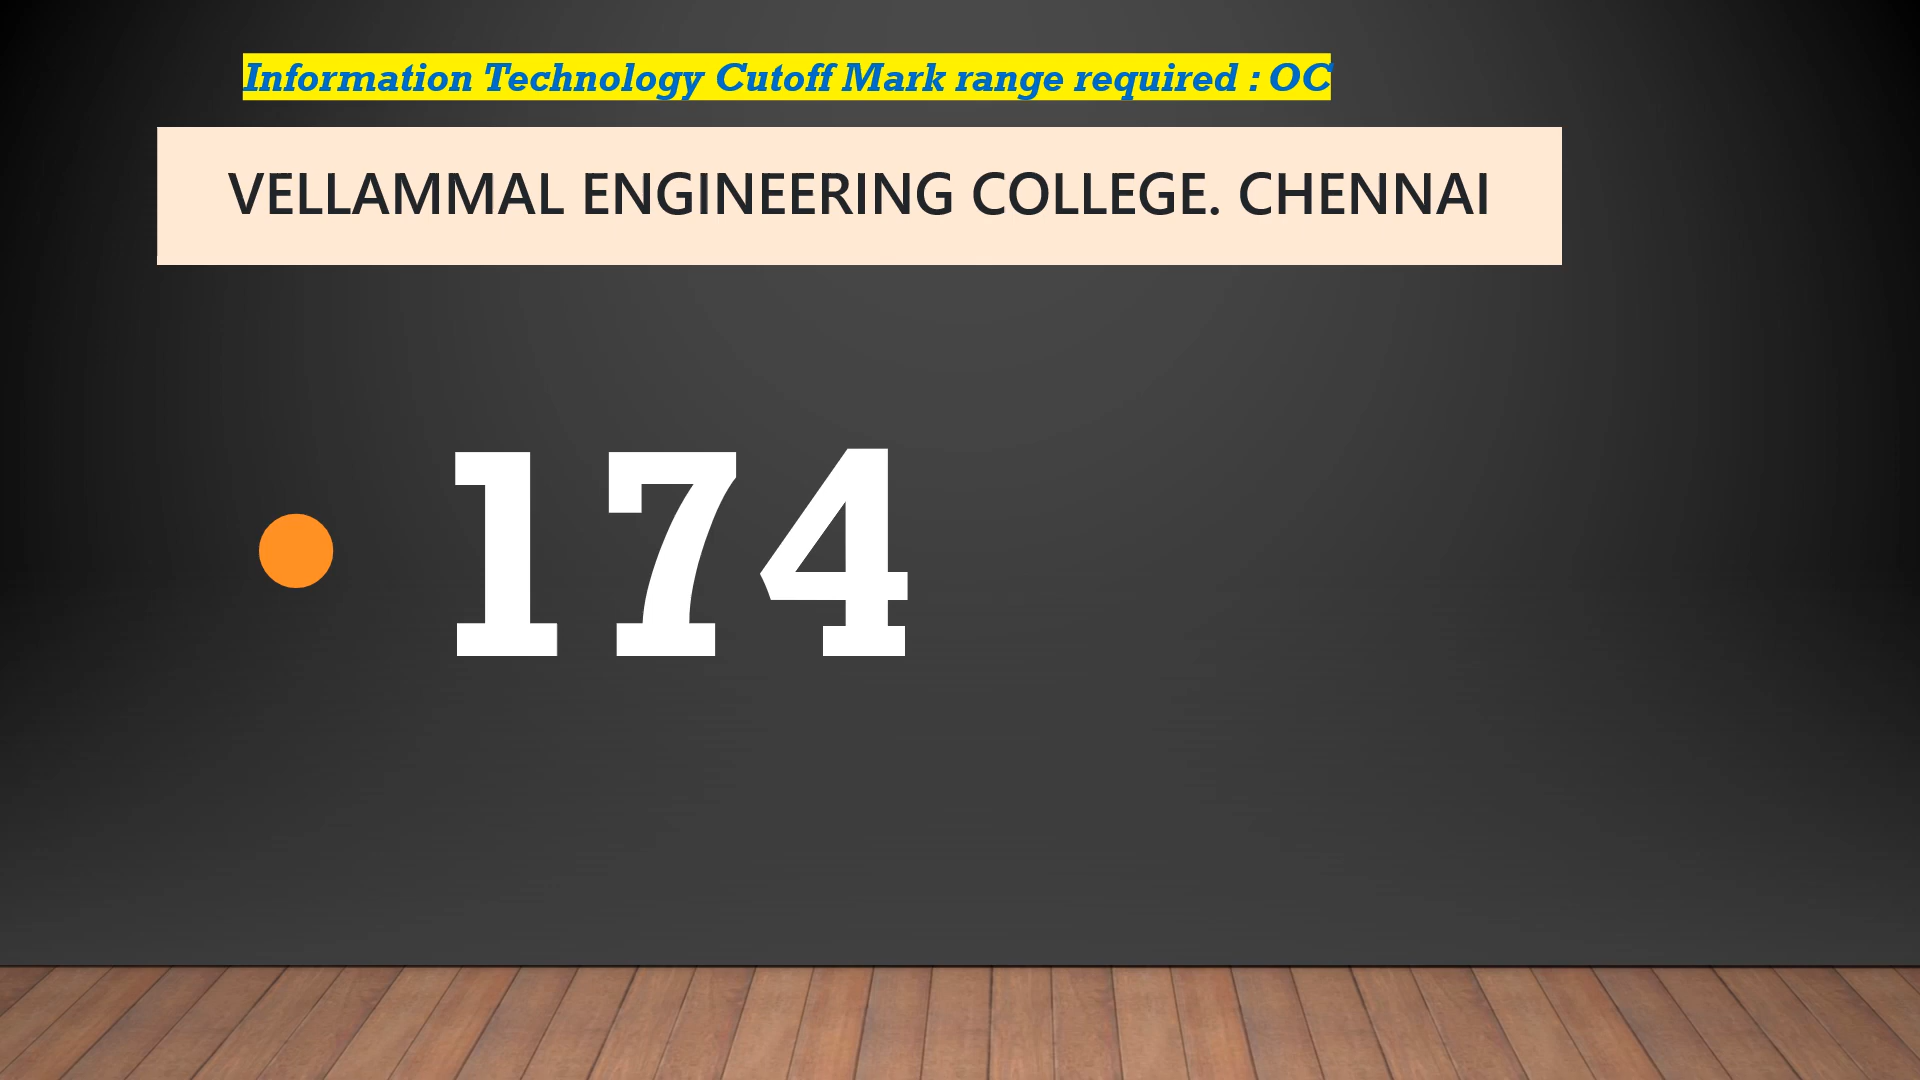 Information Technology Cutoff Mark range required : OC
VELLAMMAL ENGINEERING COLLEGE. CHENNAI
174